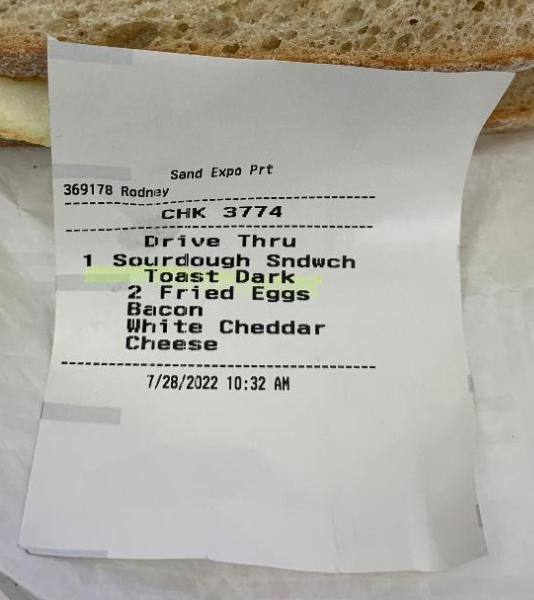 Sand Expo Prt
369178 Rodney
CHK 3774
Drive Thru
1 Sourdough Sndwch
Toast Dark
2 Fried Eggs
Bacon
White Cheddar
Cheese
7/28/2022 10:32 AM